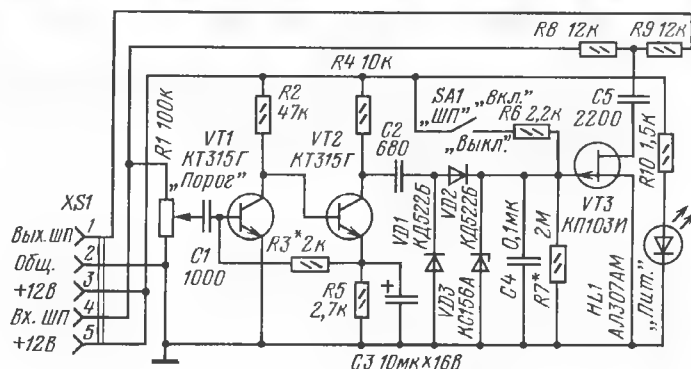 R8 12к
R9 12к
R4 10к
R1 100к
R2
47к
SA1
„ШП"
„Вкл."
„Выкл."
R6 2,2к
C5
2200
R10 1,5к
VT1
КТ315Г
„Порог"
VT2
КТ315Г
C2
680
VD1
КД522Б
VD2
КД522Б
VT3
КП103И
XS1
1
Вых. ШП
2
Общ.
3
+12В
4
Вх. ШП
5
+12В
C1
1000
R3* 2к
R5
2,7к
+
C3 10мк×16В
VD3
КС156А
C4
0,1мк
R7*
2М
HL1
АЛ307АМ
„Пит."